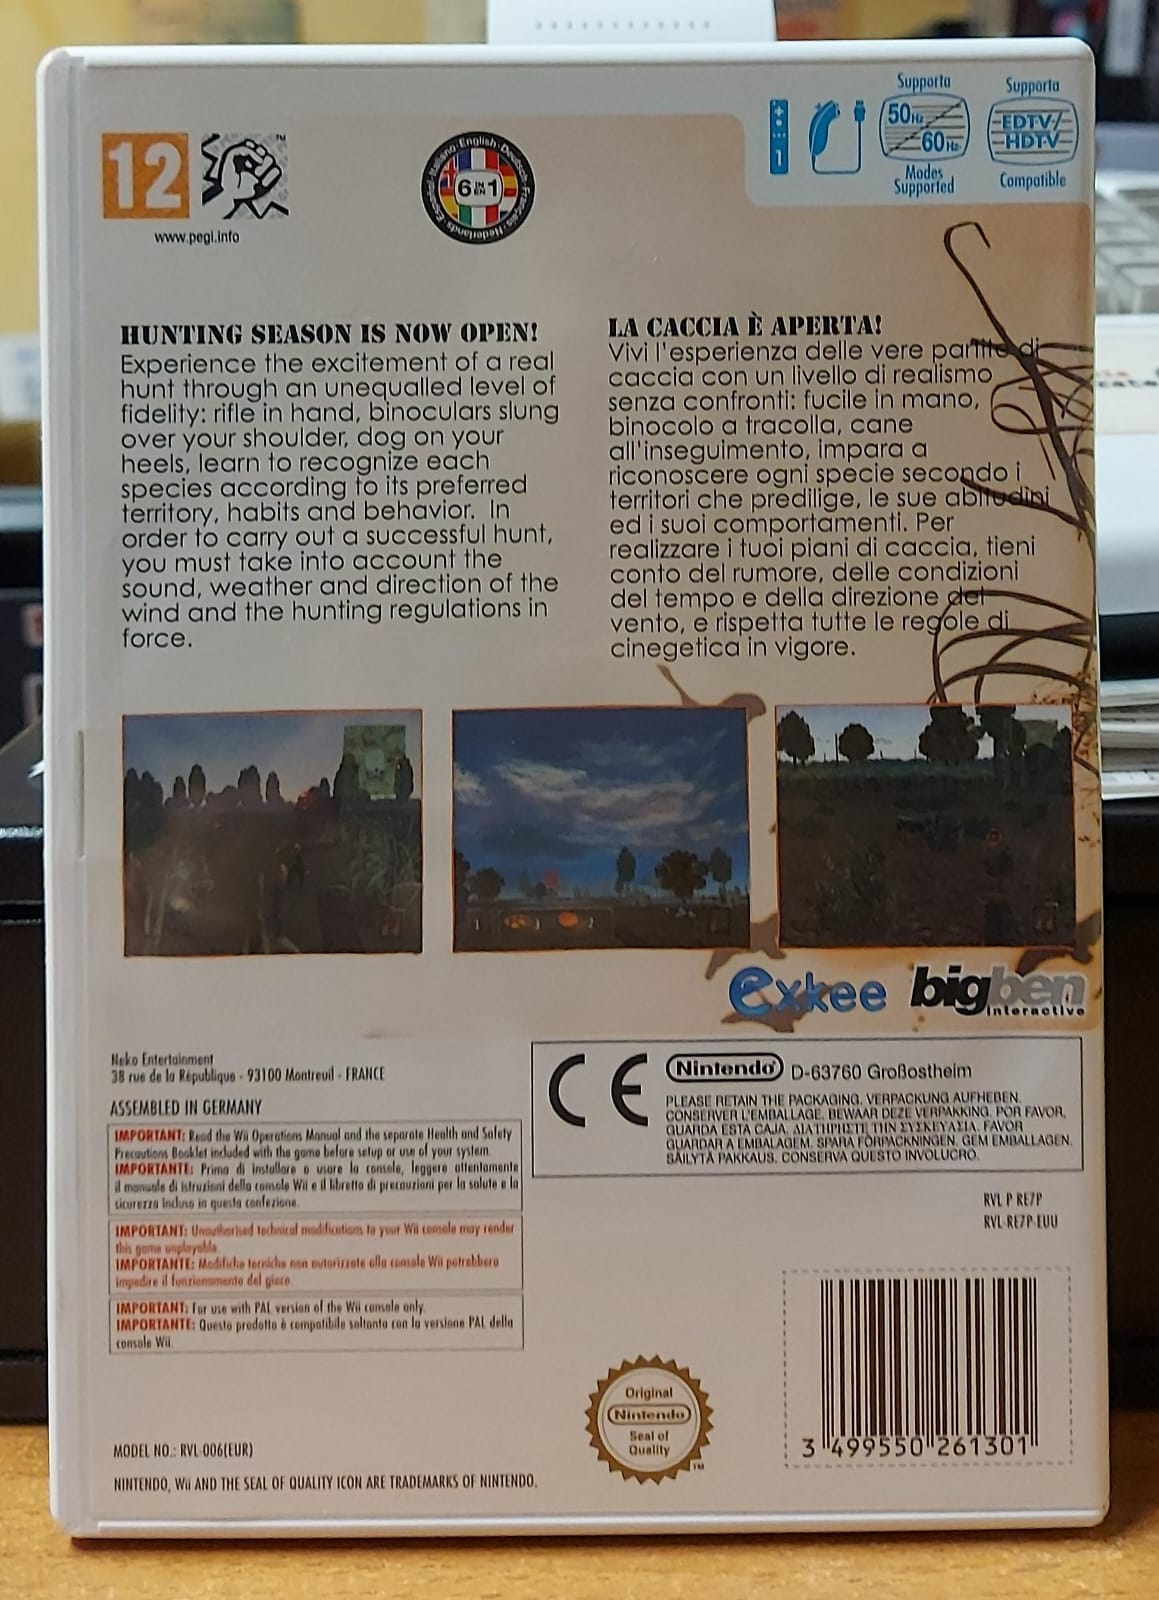 Supporta
50Hz
60Hz
Modes
Supported
Supporta
EDTV/
HDTV
Compatible
1
12
www.pegi.info
English · Deutsch · Français · Nederlands · Español · Italiano
6 IN EN 1
HUNTING SEASON IS NOW OPEN!
Experience the excitement of a real
hunt through an unequalled level of
fidelity: rifle in hand, binoculars slung
over your shoulder, dog on your
heels, learn to recognize each
species according to its preferred
territory, habits and behavior. In
order to carry out a successful hunt,
you must take into account the
sound, weather and direction of the
wind and the hunting regulations in
force.
LA CACCIA È APERTA!
Vivi l'esperienza delle vere partite di
caccia con un livello di realismo
senza confronti: fucile in mano,
binocolo a tracolla, cane
all'inseguimento, impara a
riconoscere ogni specie secondo i
territori che predilige, le sue abitudini
ed i suoi comportamenti. Per
realizzare i tuoi piani di caccia, tieni
conto del rumore, delle condizioni
del tempo e della direzione del
vento, e rispetta tutte le regole di
cinegetica in vigore.
exkee
bigben
interactive
Neko Entertainment
38 rue de la République - 93100 Montreuil - FRANCE
ASSEMBLED IN GERMANY
IMPORTANT: Read the Wii Operations Manual and the separate Health and Safety
Precautions Booklet included with the game before setup or use of your system.
IMPORTANTE: Prima di installare o usare la console, leggere attentamente
il manuale di istruzioni della console Wii e il libretto di precauzioni per la salute e la
sicurezza incluso in questa confezione.
IMPORTANT: Unauthorised technical modifications to your Wii console may render
this game unplayable.
IMPORTANTE: Modifiche tecniche non autorizzate alla console Wii potrebbero
impedire il funzionamento del gioco.
IMPORTANT: For use with PAL version of the Wii console only.
IMPORTANTE: Questo prodotto è compatibile soltanto con la versione PAL della
console Wii.
MODEL NO.: RVL-006(EUR)
NINTENDO, Wii AND THE SEAL OF QUALITY ICON ARE TRADEMARKS OF NINTENDO.
CE
Nintendo® D-63760 Großostheim
PLEASE RETAIN THE PACKAGING. VERPACKUNG AUFHEBEN.
CONSERVER L'EMBALLAGE. BEWAAR DEZE VERPAKKING. POR FAVOR,
GUARDA ESTA CAJA. ΔΙΑΤΗΡΗΣΤΕ ΤΗΝ ΣΥΣΚΕΥΑΣΙΑ. FAVOR
GUARDAR A EMBALAGEM. SPARA FÖRPACKNINGEN. GEM EMBALLAGEN.
SÄILYTÄ PAKKAUS. CONSERVA QUESTO INVOLUCRO.
RVL P RE7P
RVL-RE7P-EUU
Original
Nintendo
Seal of
Quality
TM
3 499550 261301